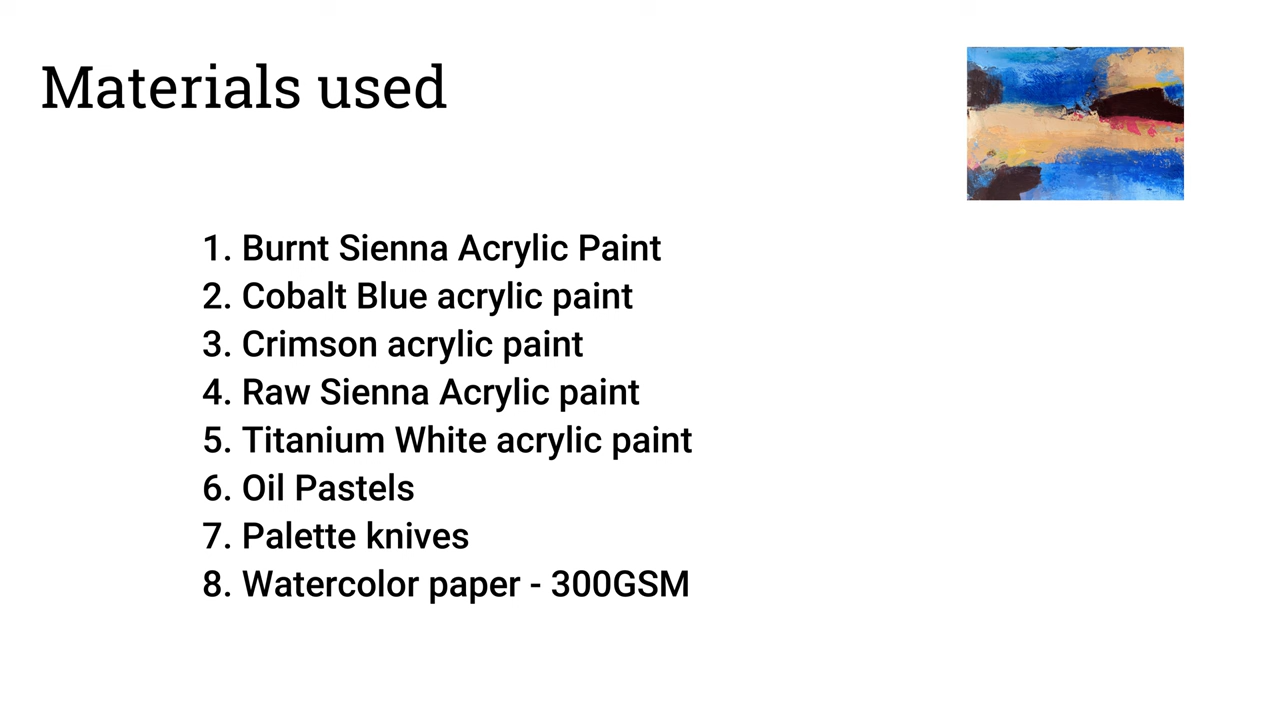 Materials used
1. Burnt Sienna Acrylic Paint
2. Cobalt Blue acrylic paint
3. Crimson acrylic paint
4. Raw Sienna Acrylic paint
5. Titanium White acrylic paint
6. Oil Pastels
7. Palette knives
8. Watercolor paper - 300GSM